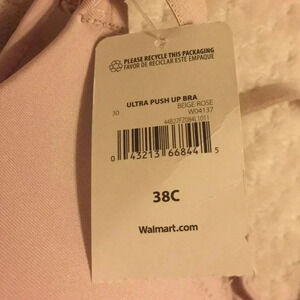 PLEASE RECYCLE THIS PACKAGING
FAVOR DE RECICLAR ESTE EMPAQUE
ULTRA PUSH UP BRA
30 BEIGE ROSE
W04137
44B27FZ084L1011
0 43213 66844 5
38C
Walmart.com